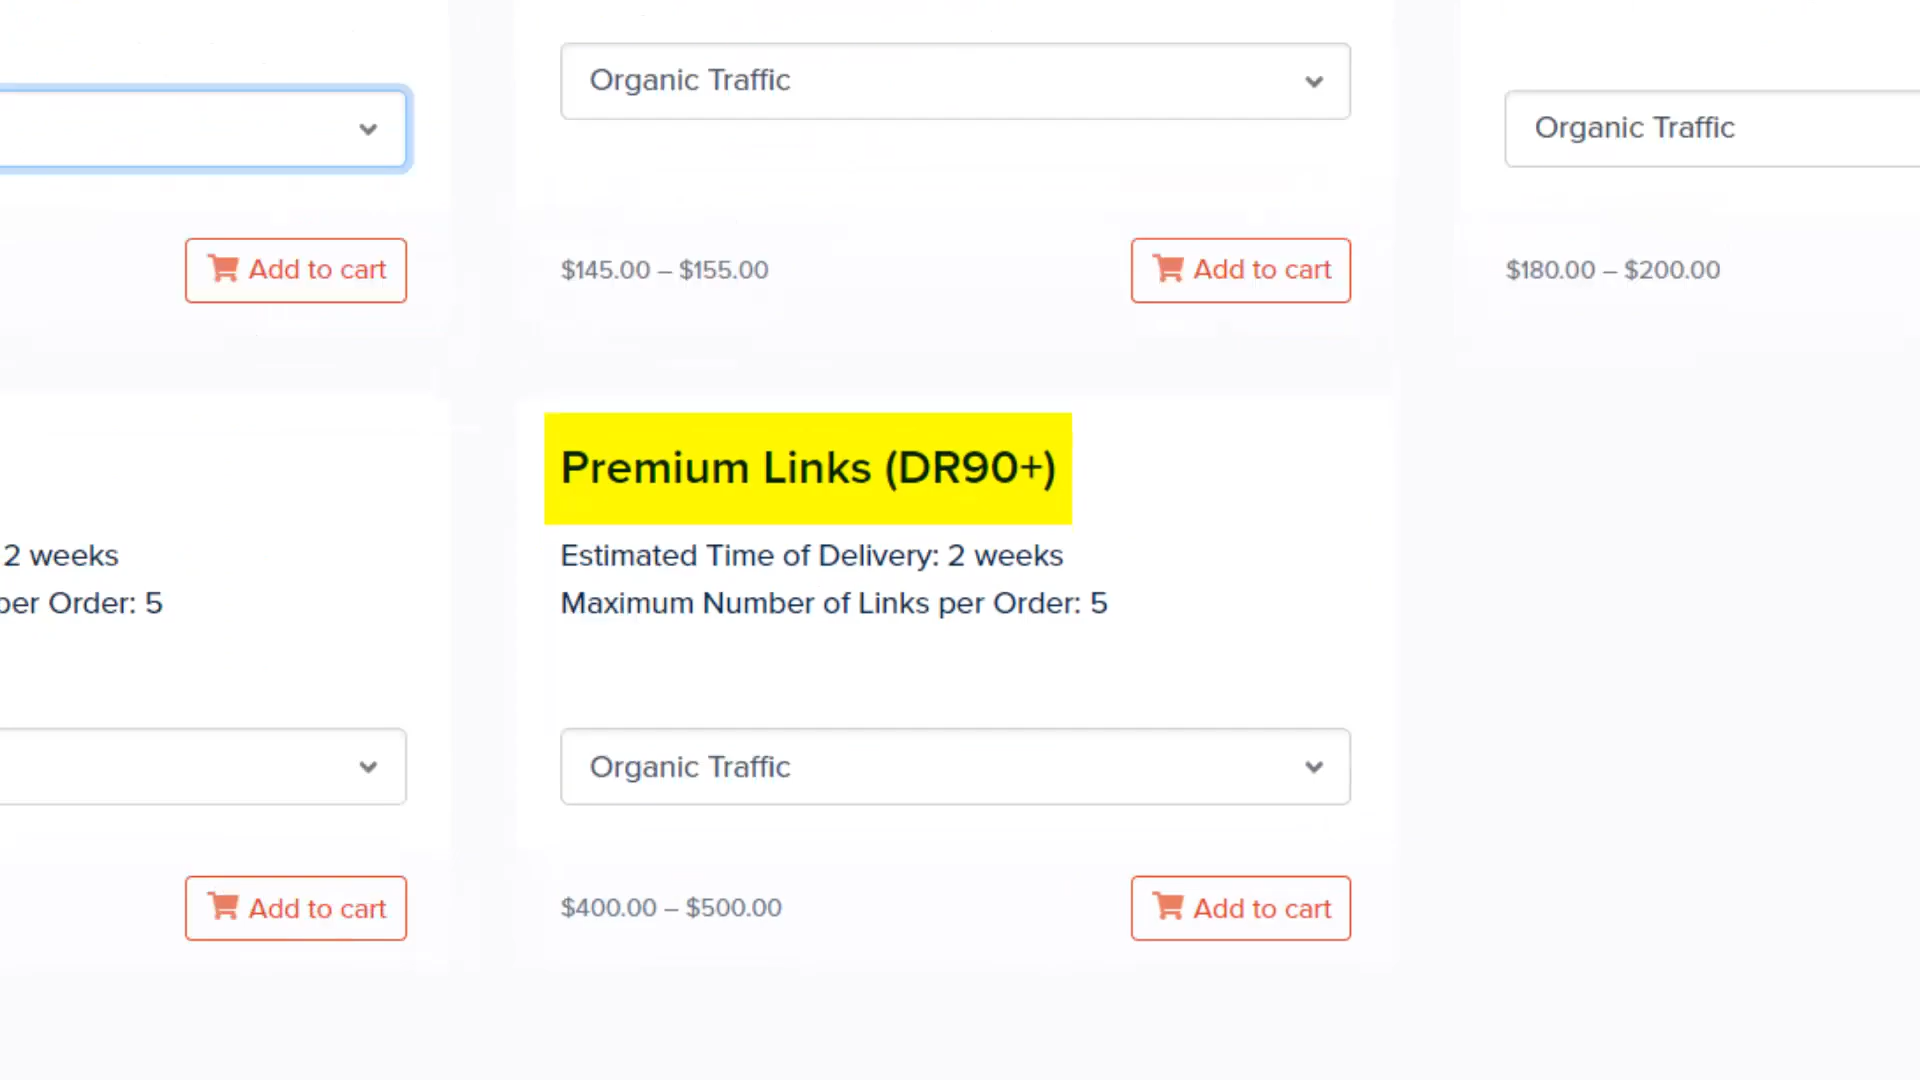 Organic Traffic
Organic Traffic
Add to cart
$145.00 – $155.00
Add to cart
$180.00 – $200.00
Premium Links (DR90+)
2 weeks
per Order: 5
Estimated Time of Delivery: 2 weeks
Maximum Number of Links per Order: 5
Organic Traffic
Add to cart
$400.00 – $500.00
Add to cart